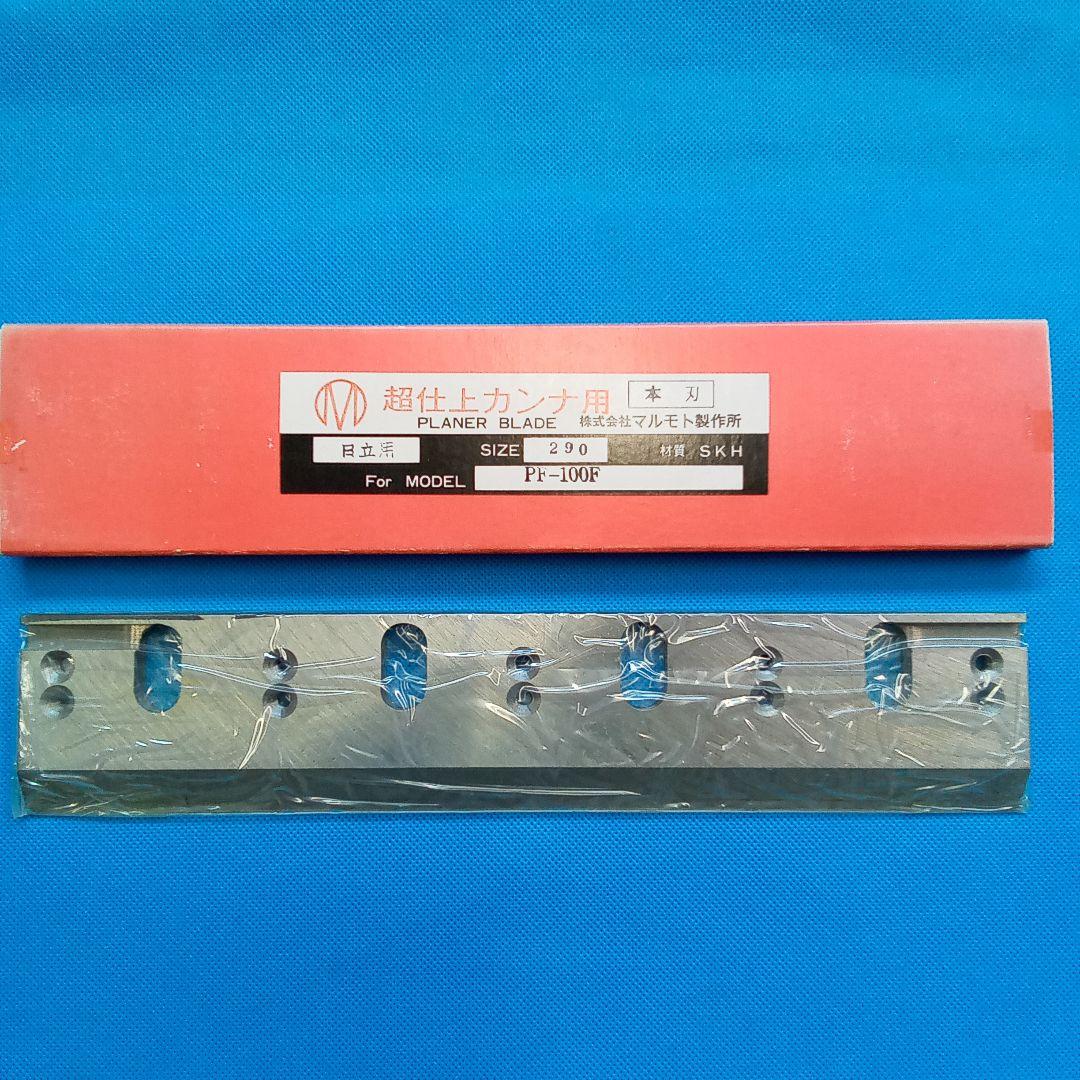 M 超仕上カンナ用 本 刃
PLANER BLADE 株式会社マルモト製作所
日立 SIZE 290 材質 SKH
For MODEL PF-100F